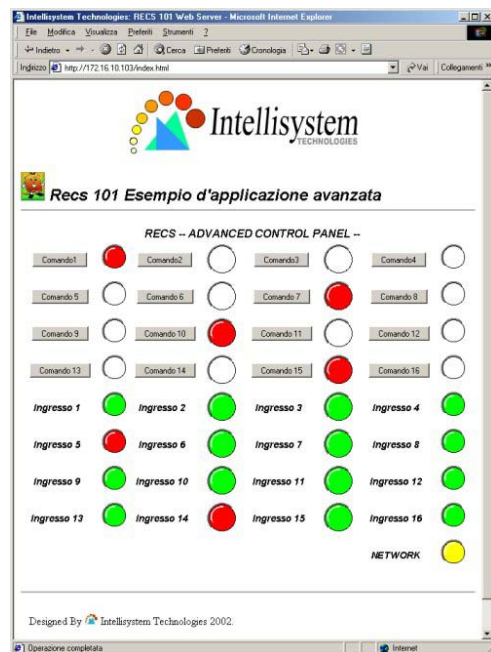 Intellisystem Technologies: RECS 101 Web Server - Microsoft Internet Explorer
File Modifica Visualizza Preferiti Strumenti ?
Indietro Cerca Preferiti Cronologia
Indirizzo http://172.16.10.103/index.html Vai Collegamenti »
Intellisystem
TECHNOLOGIES
Recs 101 Esempio d'applicazione avanzata
RECS -- ADVANCED CONTROL PANEL --
Comando1 Comando2 Comando3 Comando4
Comando 5 Comando 6 Comando 7 Comando 8
Comando 9 Comando 10 Comando 11 Comando 12
Comando 13 Comando 14 Comando 15 Comando 16
Ingresso 1 Ingresso 2 Ingresso 3 Ingresso 4
Ingresso 5 Ingresso 6 Ingresso 7 Ingresso 8
Ingresso 9 Ingresso 10 Ingresso 11 Ingresso 12
Ingresso 13 Ingresso 14 Ingresso 15 Ingresso 16
NETWORK
Designed By Intellisystem Technologies 2002.
Operazione completata Internet